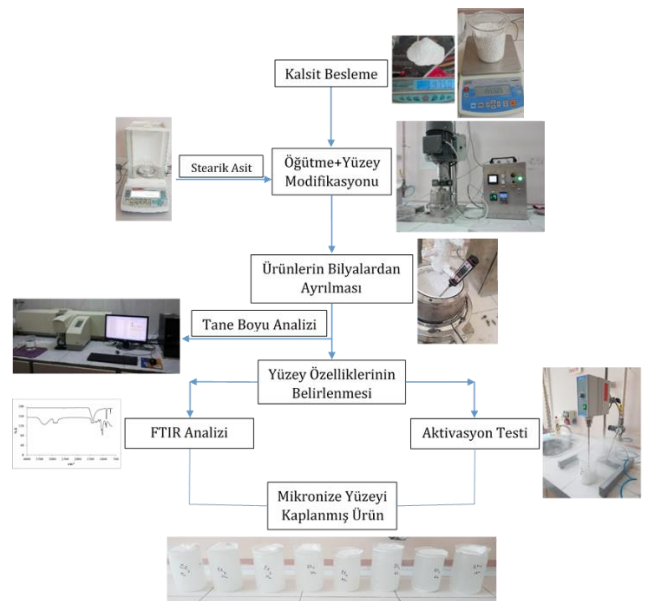 Kalsit Besleme
Stearik Asit
Öğütme+Yüzey
Modifikasyonu
Ürünlerin Bilyalardan
Ayrılması
Tane Boyu Analizi
Yüzey Özelliklerinin
Belirlenmesi
FTIR Analizi
Aktivasyon Testi
Mikronize Yüzeyi
Kaplanmış Ürün